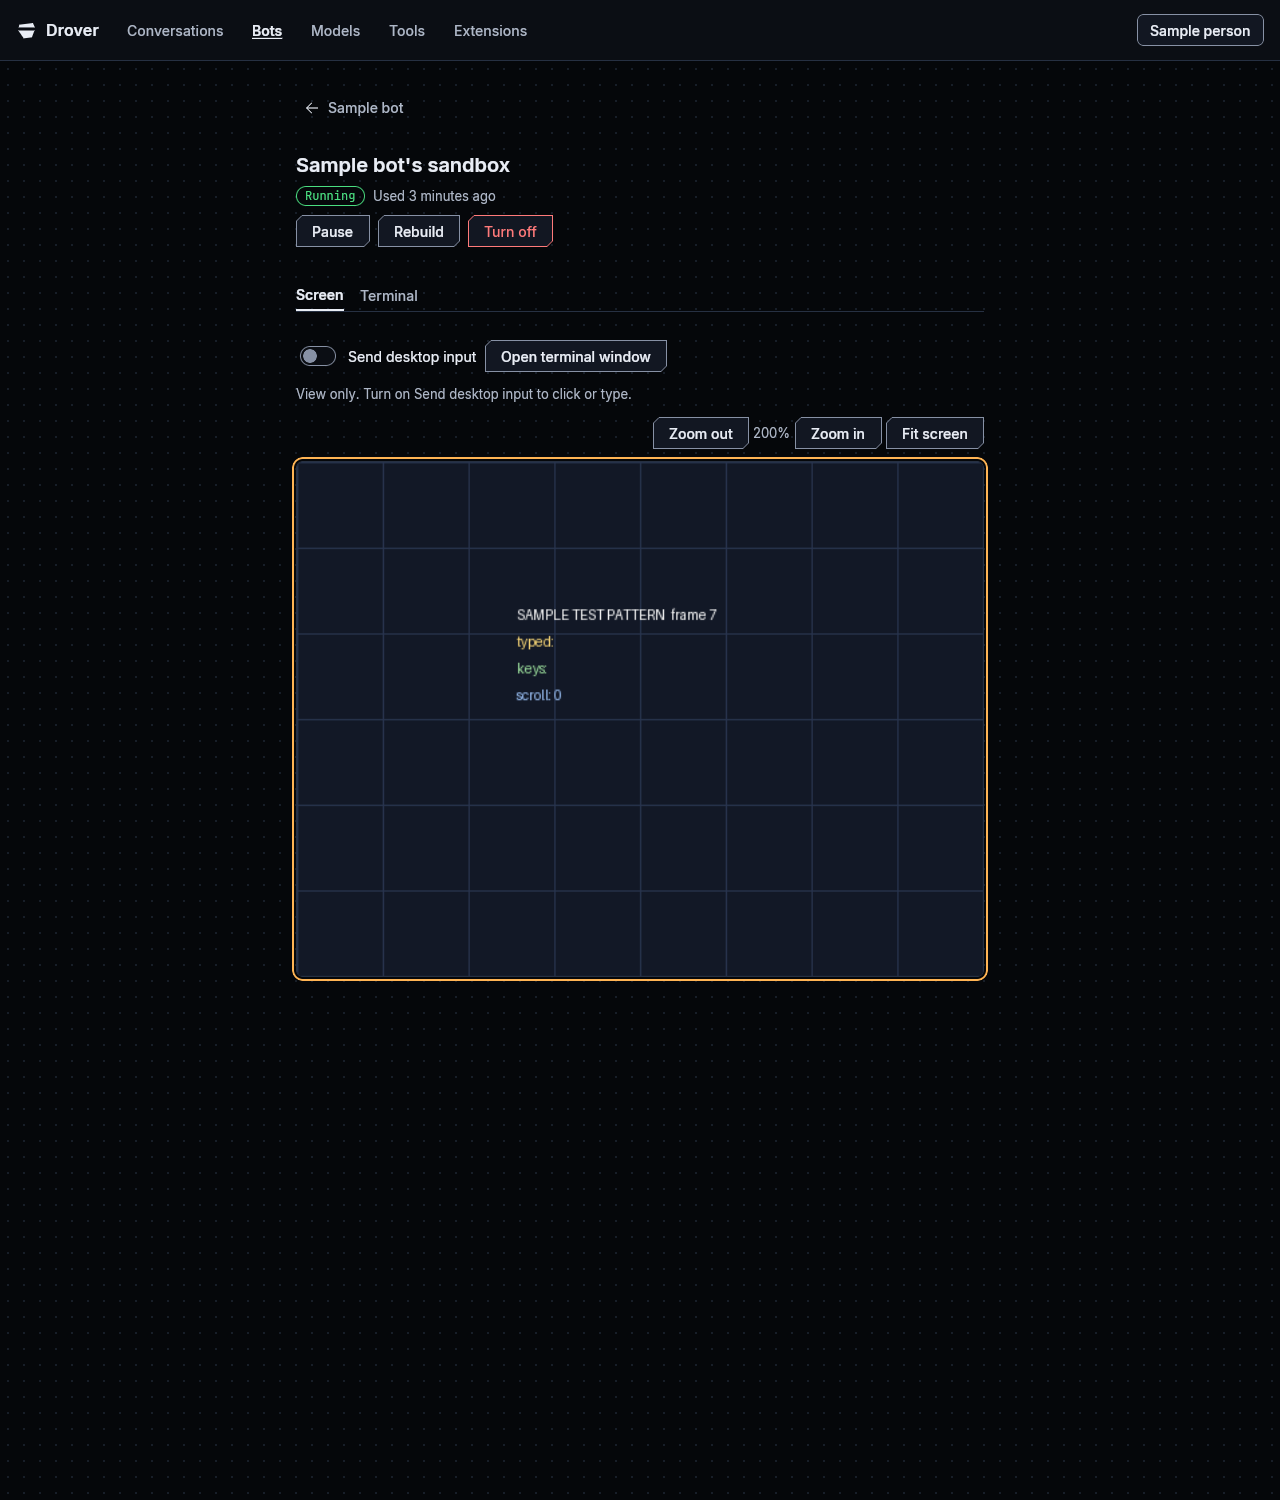 Drover Conversations Bots Models Tools Extensions Sample person
Sample bot
Sample bot's sandbox
Running Used 3 minutes ago
Pause Rebuild Turn off
Screen Terminal
Send desktop input Open terminal window
View only. Turn on Send desktop input to click or type.
Zoom out 200% Zoom in Fit screen
SAMPLE TEST PATTERN frame 7
typed:
keys:
scroll: 0